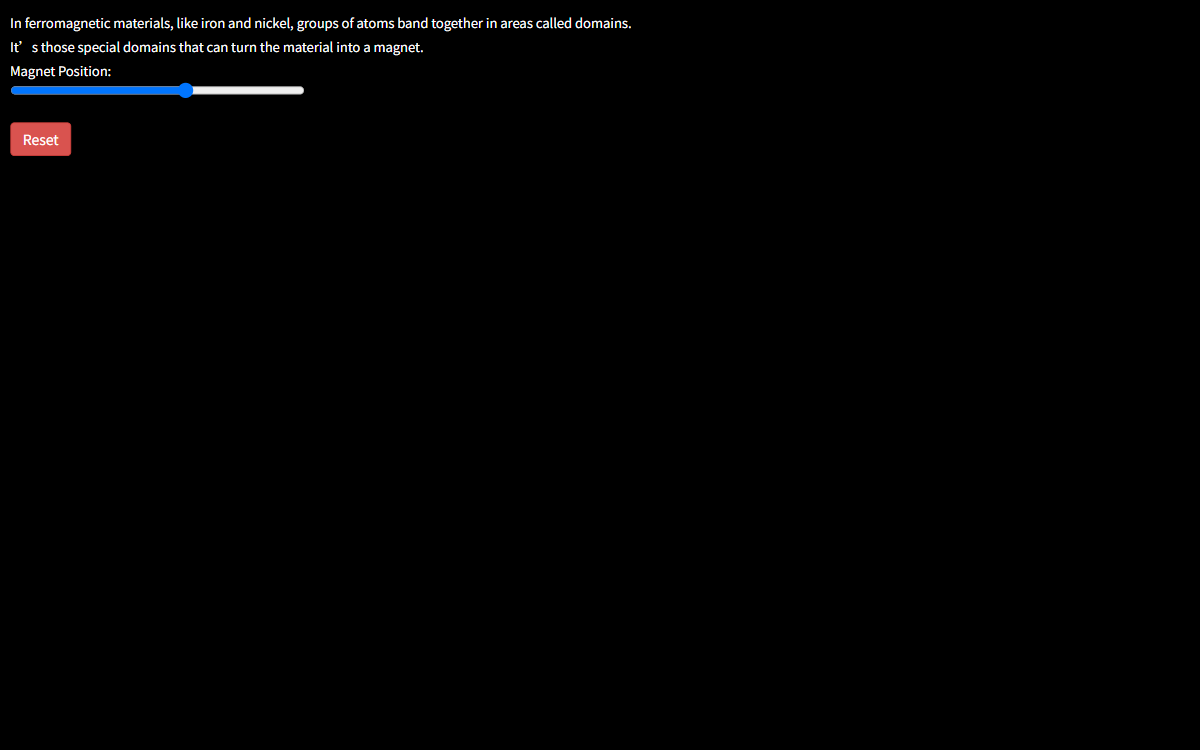 In ferromagnetic materials, like iron and nickel, groups of atoms band together in areas called domains.
It’s those special domains that can turn the material into a magnet.
Magnet Position:
Reset